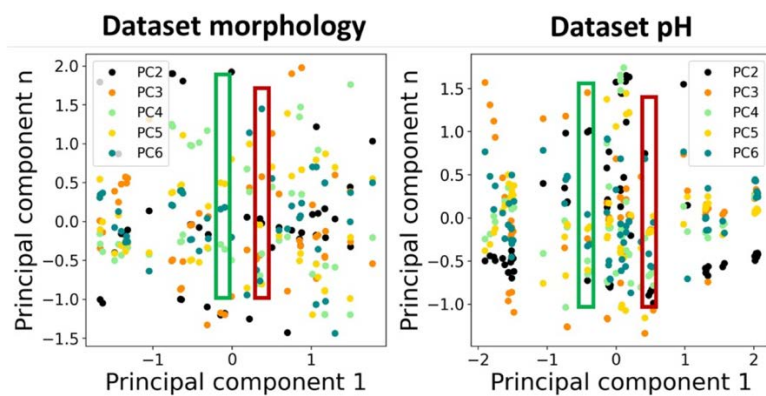 Dataset morphology
Principal component n
2.0
1.5
1.0
0.5
0.0
−0.5
−1.0
−1.5
PC2
PC3
PC4
PC5
PC6
−1
0
1
Principal component 1
Dataset pH
Principal component n
1.5
1.0
0.5
0.0
−0.5
−1.0
PC2
PC3
PC4
PC5
PC6
−2
−1
0
1
2
Principal component 1